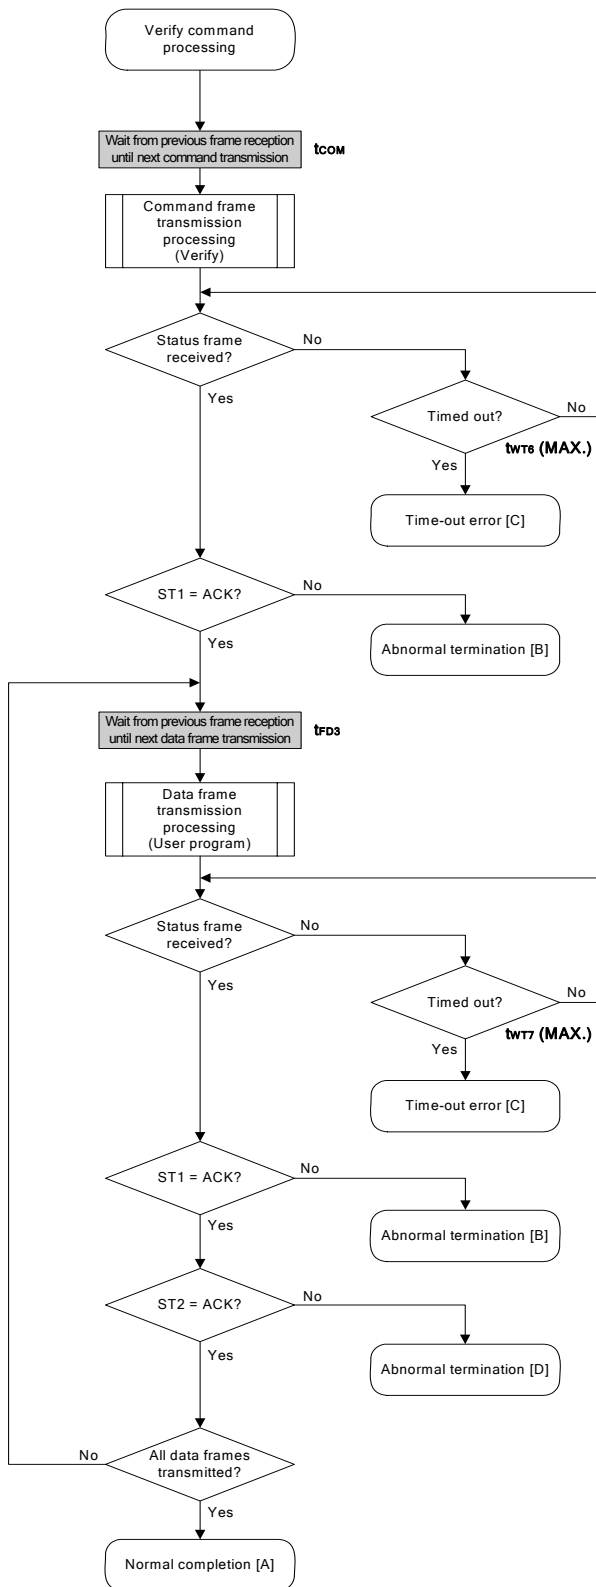 Verify command
processing
Wait from previous frame reception
until next command transmission
tCOM
Command frame
transmission
processing
(Verify)
Status frame
received?
No
Yes
Timed out?
No
tWT6 (MAX.)
Yes
Time-out error [C]
ST1 = ACK?
No
Yes
Abnormal termination [B]
Wait from previous frame reception
until next data frame transmission
tFD3
Data frame
transmission
processing
(User program)
Status frame
received?
No
Yes
Timed out?
No
tWT7 (MAX.)
Yes
Time-out error [C]
ST1 = ACK?
No
Yes
Abnormal termination [B]
ST2 = ACK?
No
Yes
Abnormal termination [D]
No
All data frames
transmitted?
Yes
Normal completion [A]